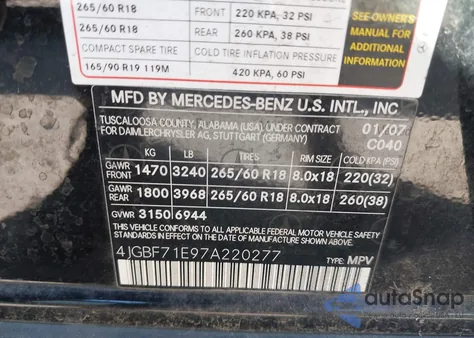 265/60 R18 FRONT 220 KPA, 32 PSI
265/60 R18 REAR 260 KPA, 38 PSI
COMPACT SPARE TIRE COLD TIRE INFLATION PRESSURE
165/90 R19 119M 420 KPA, 60 PSI
SEE OWNER'S
MANUAL FOR
ADDITIONAL
INFORMATION
MFD BY MERCEDES-BENZ U.S. INTL., INC
TUSCALOOSA COUNTY, ALABAMA (USA), UNDER CONTRACT 01/07
FOR DAIMLERCHRYSLER AG, STUTTGART (GERMANY) C040
KG LB TIRES RIM SIZE COLD KPA (PSI)
GAWR FRONT 1470 3240 265/60 R18 8.0x18 220(32)
GAWR REAR 1800 3968 265/60 R18 8.0x18 260(38)
GVWR 3150 6944
THIS VEHICLE CONFORMS TO ALL APPLICABLE FEDERAL MOTOR VEHICLE SAFETY
STANDARDS IN EFFECT ON THE DATE OF MANUFACTURE SHOWN ABOVE.
4JGBF71E97A220277 TYPE: MPV
autoSnap